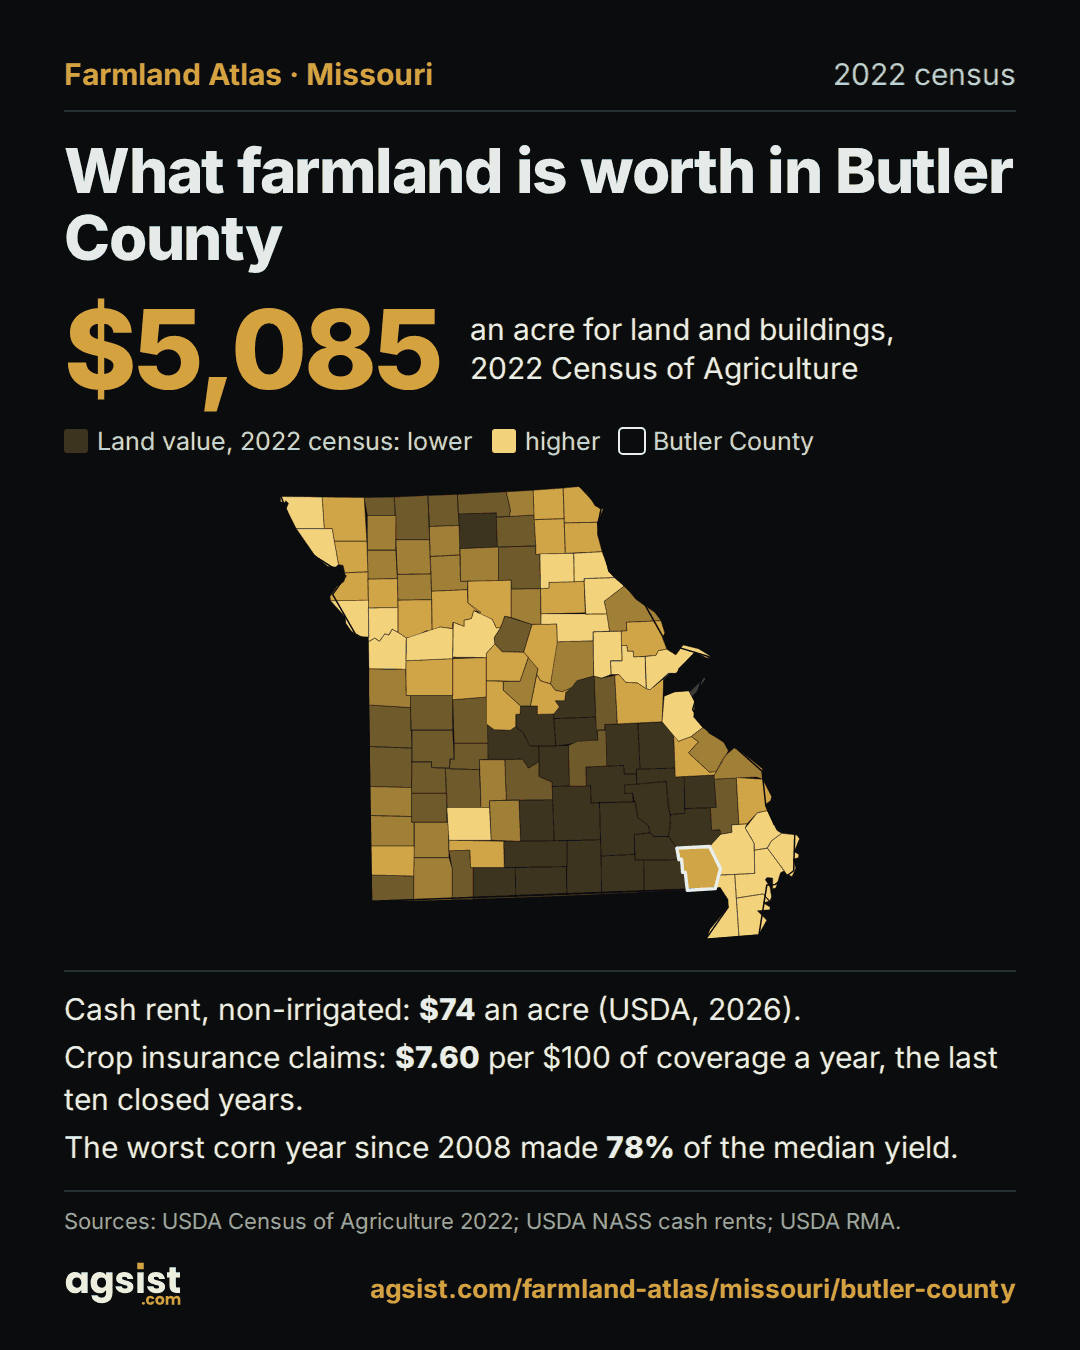 Farmland Atlas · Missouri
2022 census
What farmland is worth in Butler
County
$5,085
an acre for land and buildings,
2022 Census of Agriculture
Land value, 2022 census: lower
higher
Butler County
Cash rent, non-irrigated: $74 an acre (USDA, 2026).
Crop insurance claims: $7.60 per $100 of coverage a year, the last
ten closed years.
The worst corn year since 2008 made 78% of the median yield.
Sources: USDA Census of Agriculture 2022; USDA NASS cash rents; USDA RMA.
agsist
.com
agsist.com/farmland-atlas/missouri/butler-county